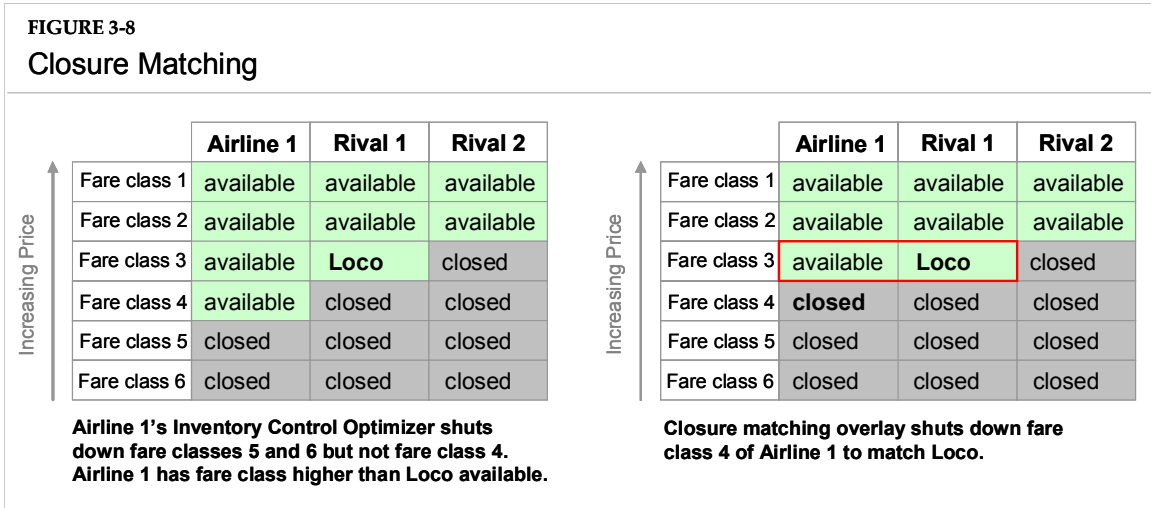 FIGURE 3-8
Closure Matching
Increasing Price
Airline 1 Rival 1 Rival 2
Fare class 1 available available available
Fare class 2 available available available
Fare class 3 available Loco closed
Fare class 4 available closed closed
Fare class 5 closed closed closed
Fare class 6 closed closed closed
Airline 1's Inventory Control Optimizer shuts
down fare classes 5 and 6 but not fare class 4.
Airline 1 has fare class higher than Loco available.
Increasing Price
Airline 1 Rival 1 Rival 2
Fare class 1 available available available
Fare class 2 available available available
Fare class 3 available Loco closed
Fare class 4 closed closed closed
Fare class 5 closed closed closed
Fare class 6 closed closed closed
Closure matching overlay shuts down fare
class 4 of Airline 1 to match Loco.